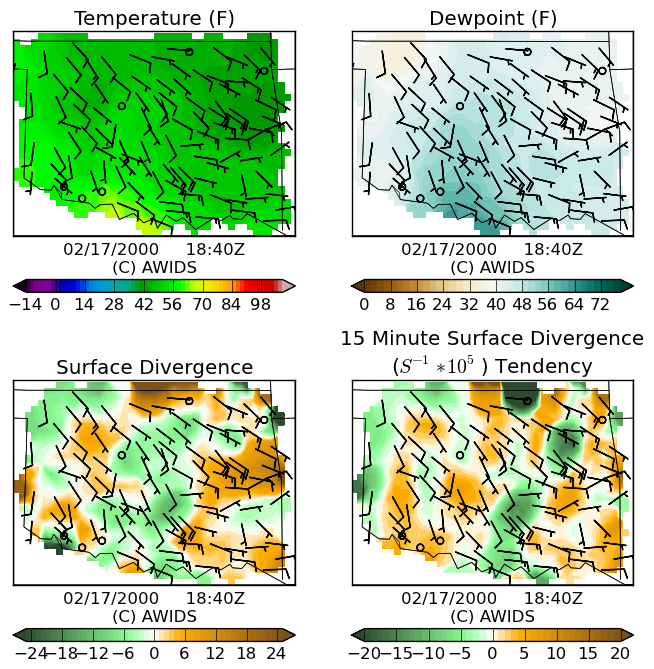 Temperature (F)
Dewpoint (F)
02/17/2000 18:40Z
(C) AWIDS
02/17/2000 18:40Z
(C) AWIDS
−14 0 14 28 42 56 70 84 98
0 8 16 24 32 40 48 56 64 72
Surface Divergence
15 Minute Surface Divergence
(S⁻¹ *10⁵ ) Tendency
02/17/2000 18:40Z
(C) AWIDS
02/17/2000 18:40Z
(C) AWIDS
−24 −18 −12 −6 0 6 12 18 24
−20 −15 −10 −5 0 5 10 15 20